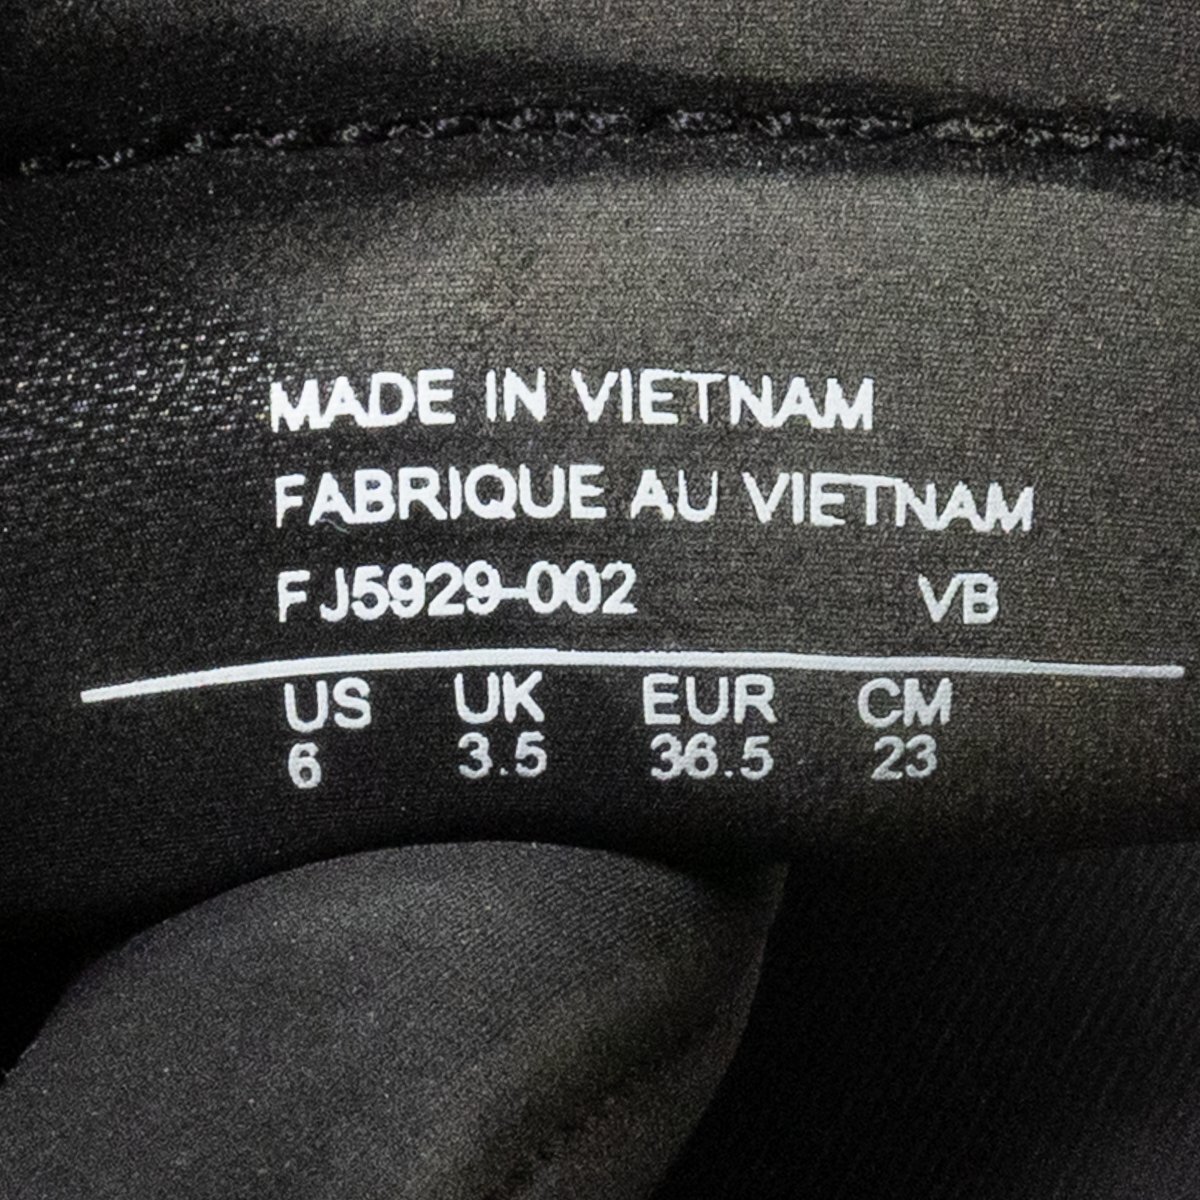 MADE IN VIETNAM
FABRIQUE AU VIETNAM
FJ5929-002 VB
US UK EUR CM
6 3.5 36.5 23